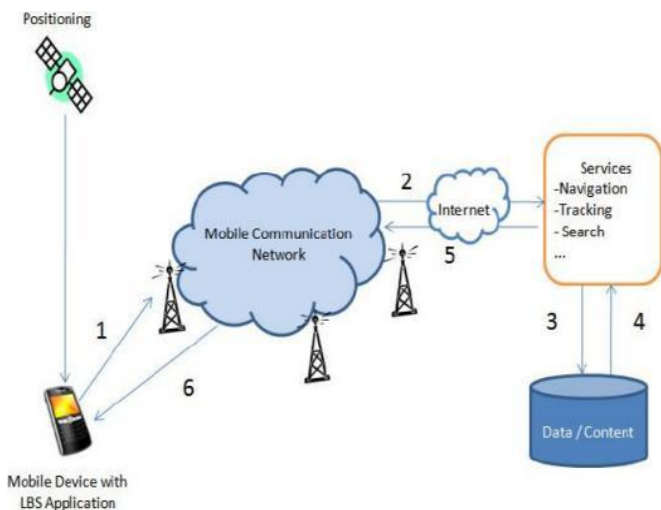 Positioning
2
Internet
Services
-Navigation
-Tracking
- Search
...
Mobile Communication
Network
5
1
3
4
6
Data / Content
Mobile Device with
LBS Application